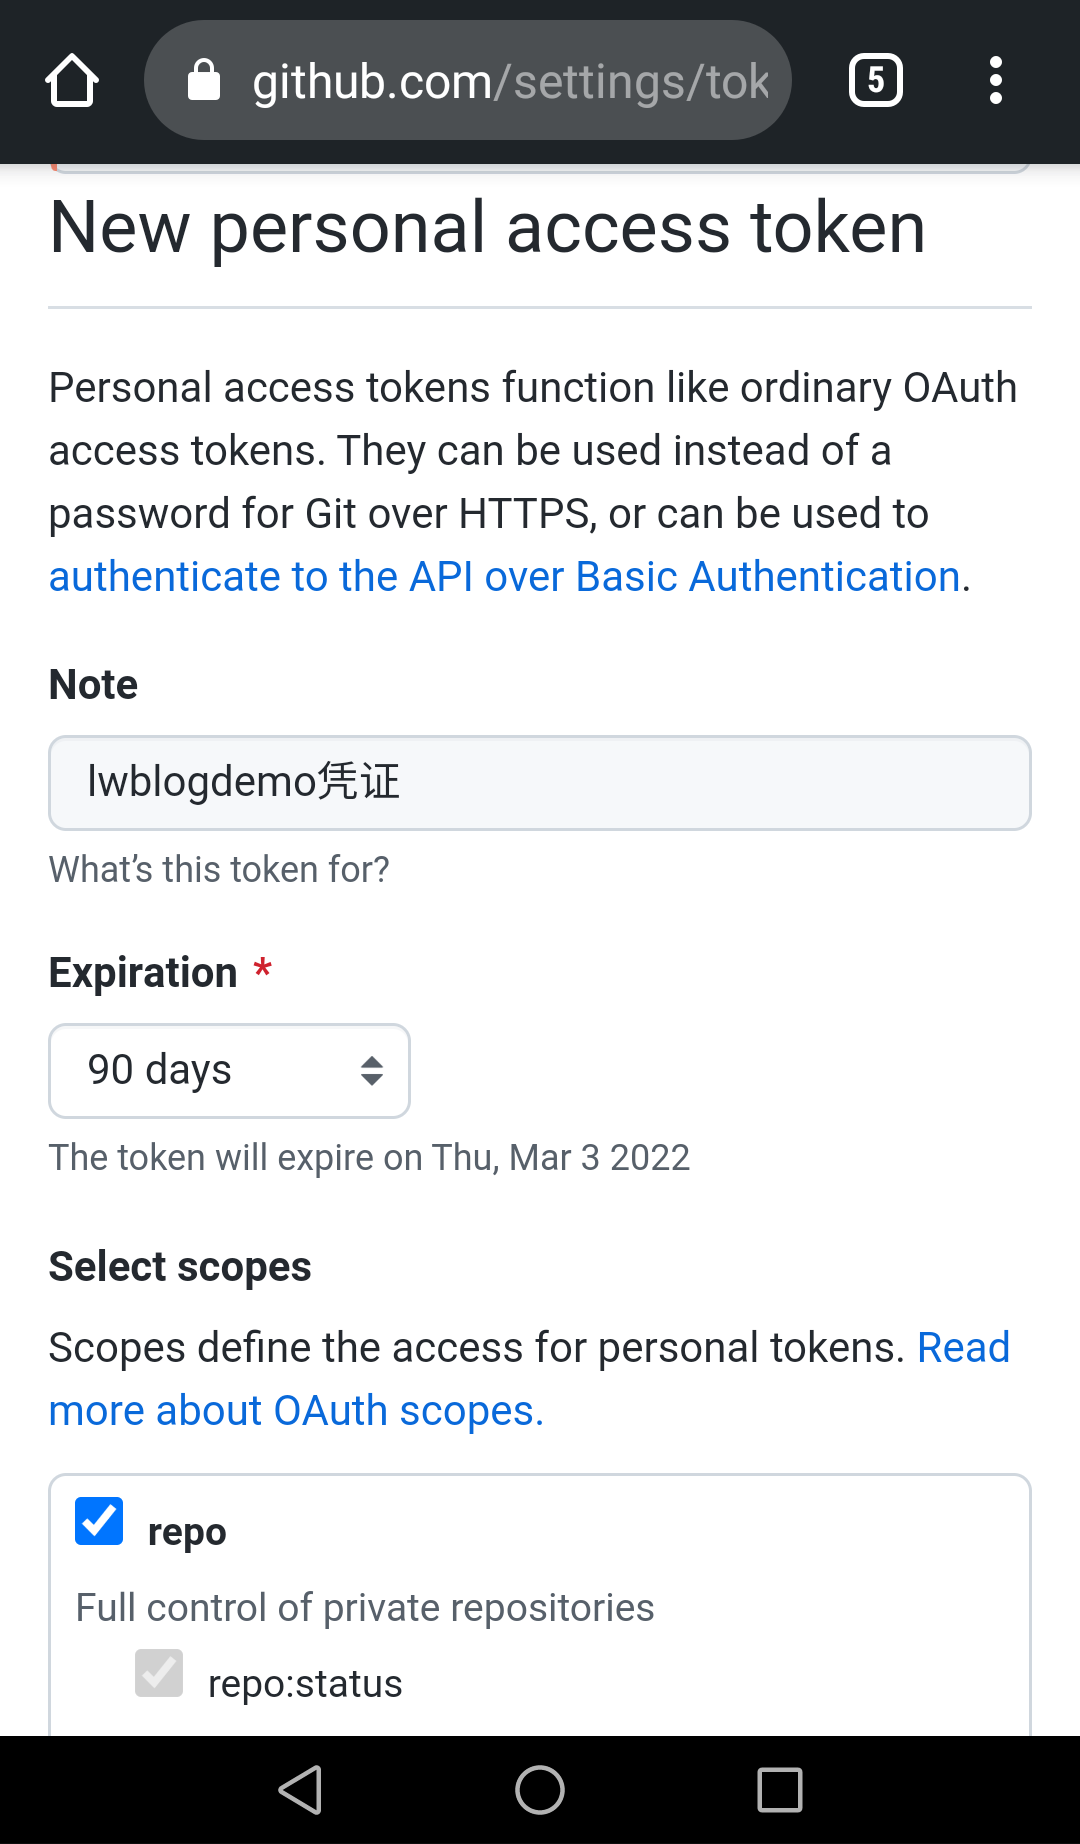 github.com/settings/tok
5
New personal access token
Personal access tokens function like ordinary OAuth
access tokens. They can be used instead of a
password for Git over HTTPS, or can be used to
authenticate to the API over Basic Authentication.
Note
lwblogdemo凭证
What's this token for?
Expiration *
90 days
The token will expire on Thu, Mar 3 2022
Select scopes
Scopes define the access for personal tokens. Read
more about OAuth scopes.
repo
Full control of private repositories
repo:status